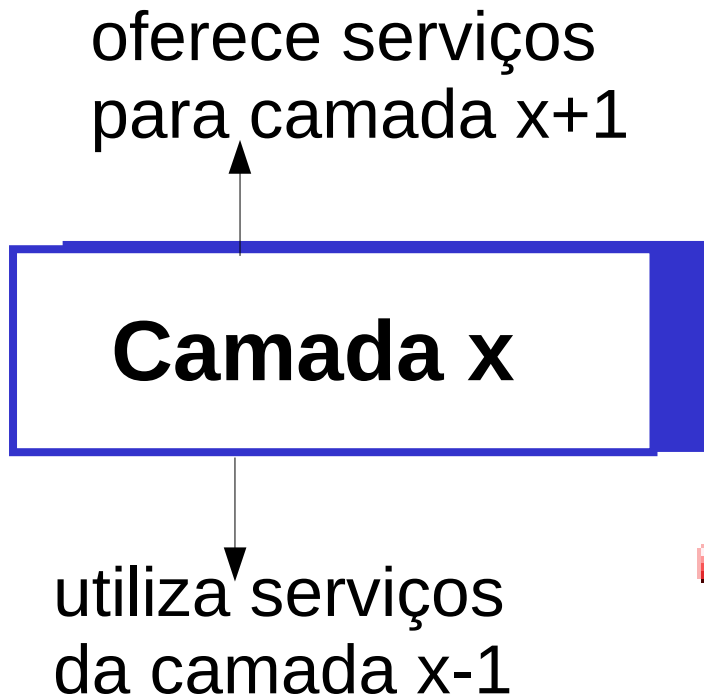 oferece serviços
para camada x+1
Camada x
utiliza serviços
da camada x-1